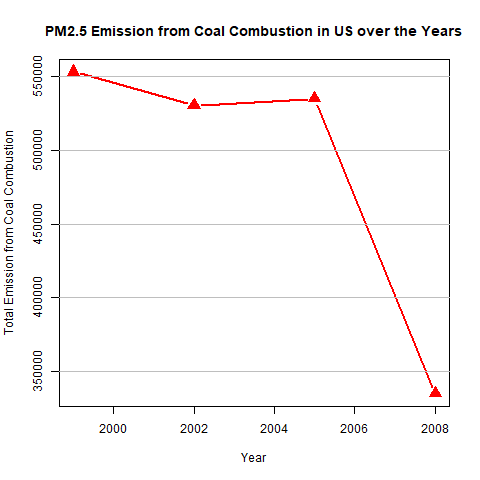 PM2.5 Emission from Coal Combustion in US over the Years
Total Emission from Coal Combustion
550000
500000
450000
400000
350000
2000 2002 2004 2006 2008
Year